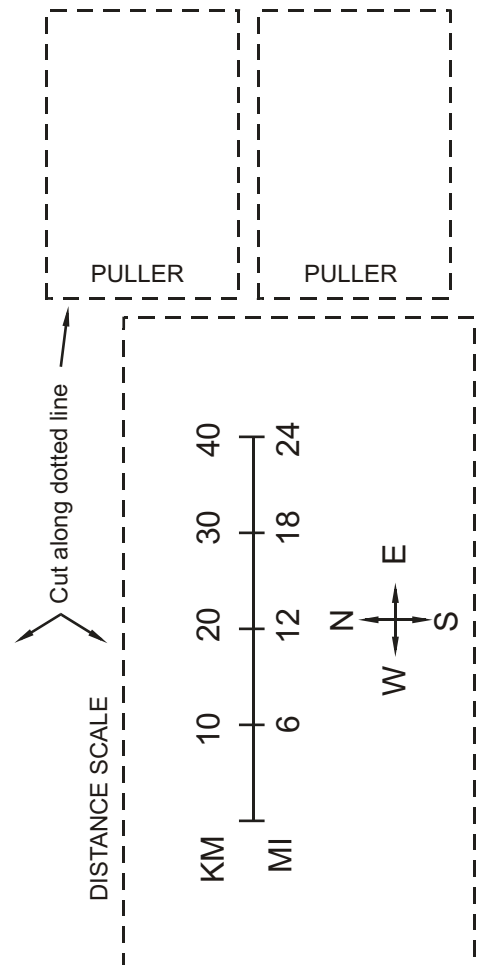 PULLER
PULLER
Cut along dotted line
DISTANCE SCALE
KM 10 20 30 40
MI 6 12 18 24
N
W E
S